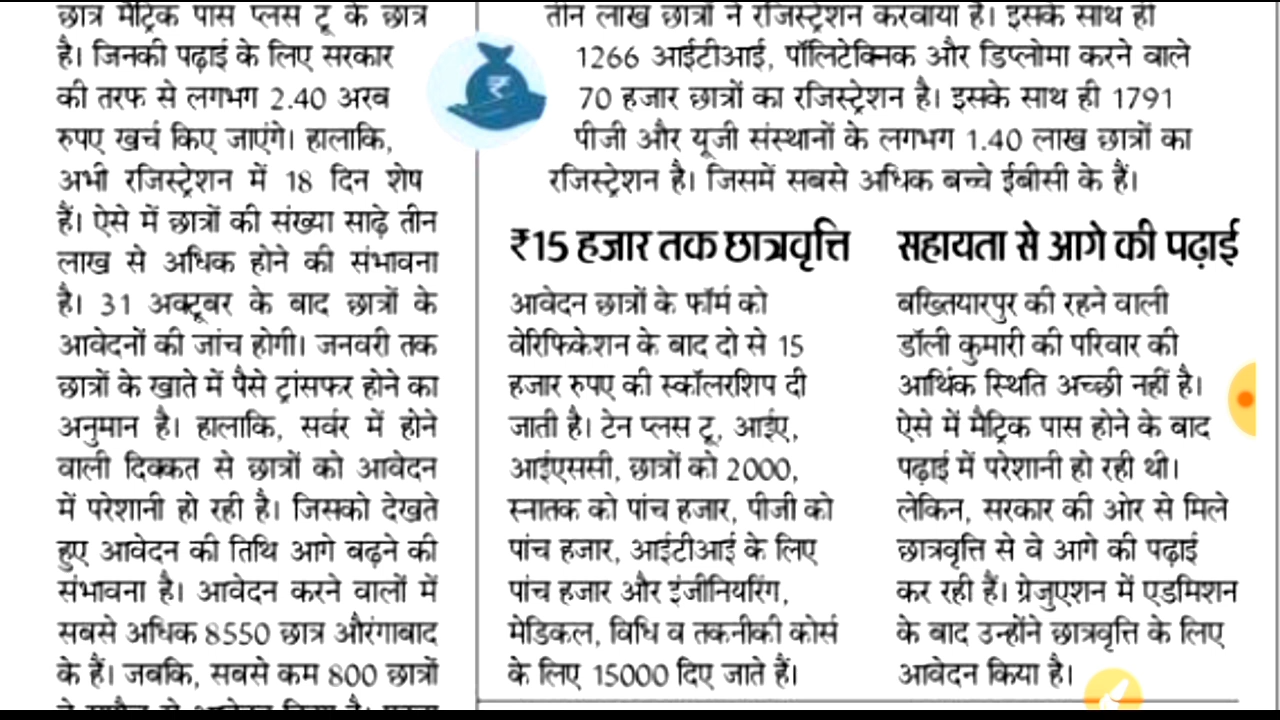 छात्र मैट्रिक पास प्लस टू के छात्र
है। जिनकी पढ़ाई के लिए सरकार
की तरफ से लगभग 2.40 अरब
रुपए खर्च किए जाएंगे। हालाकि,
अभी रजिस्ट्रेशन में 18 दिन शेष
हैं। ऐसे में छात्रों की संख्या साढ़े तीन
लाख से अधिक होने की संभावना
है। 31 अक्टूबर के बाद छात्रों के
आवेदनों की जांच होगी। जनवरी तक
छात्रों के खाते में पैसे ट्रांसफर होने का
अनुमान है। हालाकि, सर्वर में होने
वाली दिक्कत से छात्रों को आवेदन
में परेशानी हो रही है। जिसको देखते
हुए आवेदन की तिथि आगे बढ़ने की
संभावना है। आवेदन करने वालों में
सबसे अधिक 8550 छात्र औरंगाबाद
के हैं। जबकि, सबसे कम 800 छात्रों
तीन लाख छात्रों ने रजिस्ट्रेशन करवाया है। इसके साथ ही
1266 आईटीआई, पॉलिटेक्निक और डिप्लोमा करने वाले
70 हजार छात्रों का रजिस्ट्रेशन है। इसके साथ ही 1791
पीजी और यूजी संस्थानों के लगभग 1.40 लाख छात्रों का
रजिस्ट्रेशन है। जिसमें सबसे अधिक बच्चे ईबीसी के हैं।
₹15 हजार तक छात्रवृत्ति
आवेदन छात्रों के फॉर्म को
वेरिफिकेशन के बाद दो से 15
हजार रुपए की स्कॉलरशिप दी
जाती है। टेन प्लस टू, आईए,
आईएससी, छात्रों को 2000,
स्नातक को पांच हजार, पीजी को
पांच हजार, आईटीआई के लिए
पांच हजार और इंजीनियरिंग,
मेडिकल, विधि व तकनीकी कोर्स
के लिए 15000 दिए जाते हैं।
सहायता से आगे की पढ़ाई
बख्तियारपुर की रहने वाली
डॉली कुमारी की परिवार की
आर्थिक स्थिति अच्छी नहीं है।
ऐसे में मैट्रिक पास होने के बाद
पढ़ाई में परेशानी हो रही थी।
लेकिन, सरकार की ओर से मिले
छात्रवृत्ति से वे आगे की पढ़ाई
कर रही हैं। ग्रेजुएशन में एडमिशन
के बाद उन्होंने छात्रवृत्ति के लिए
आवेदन किया है।